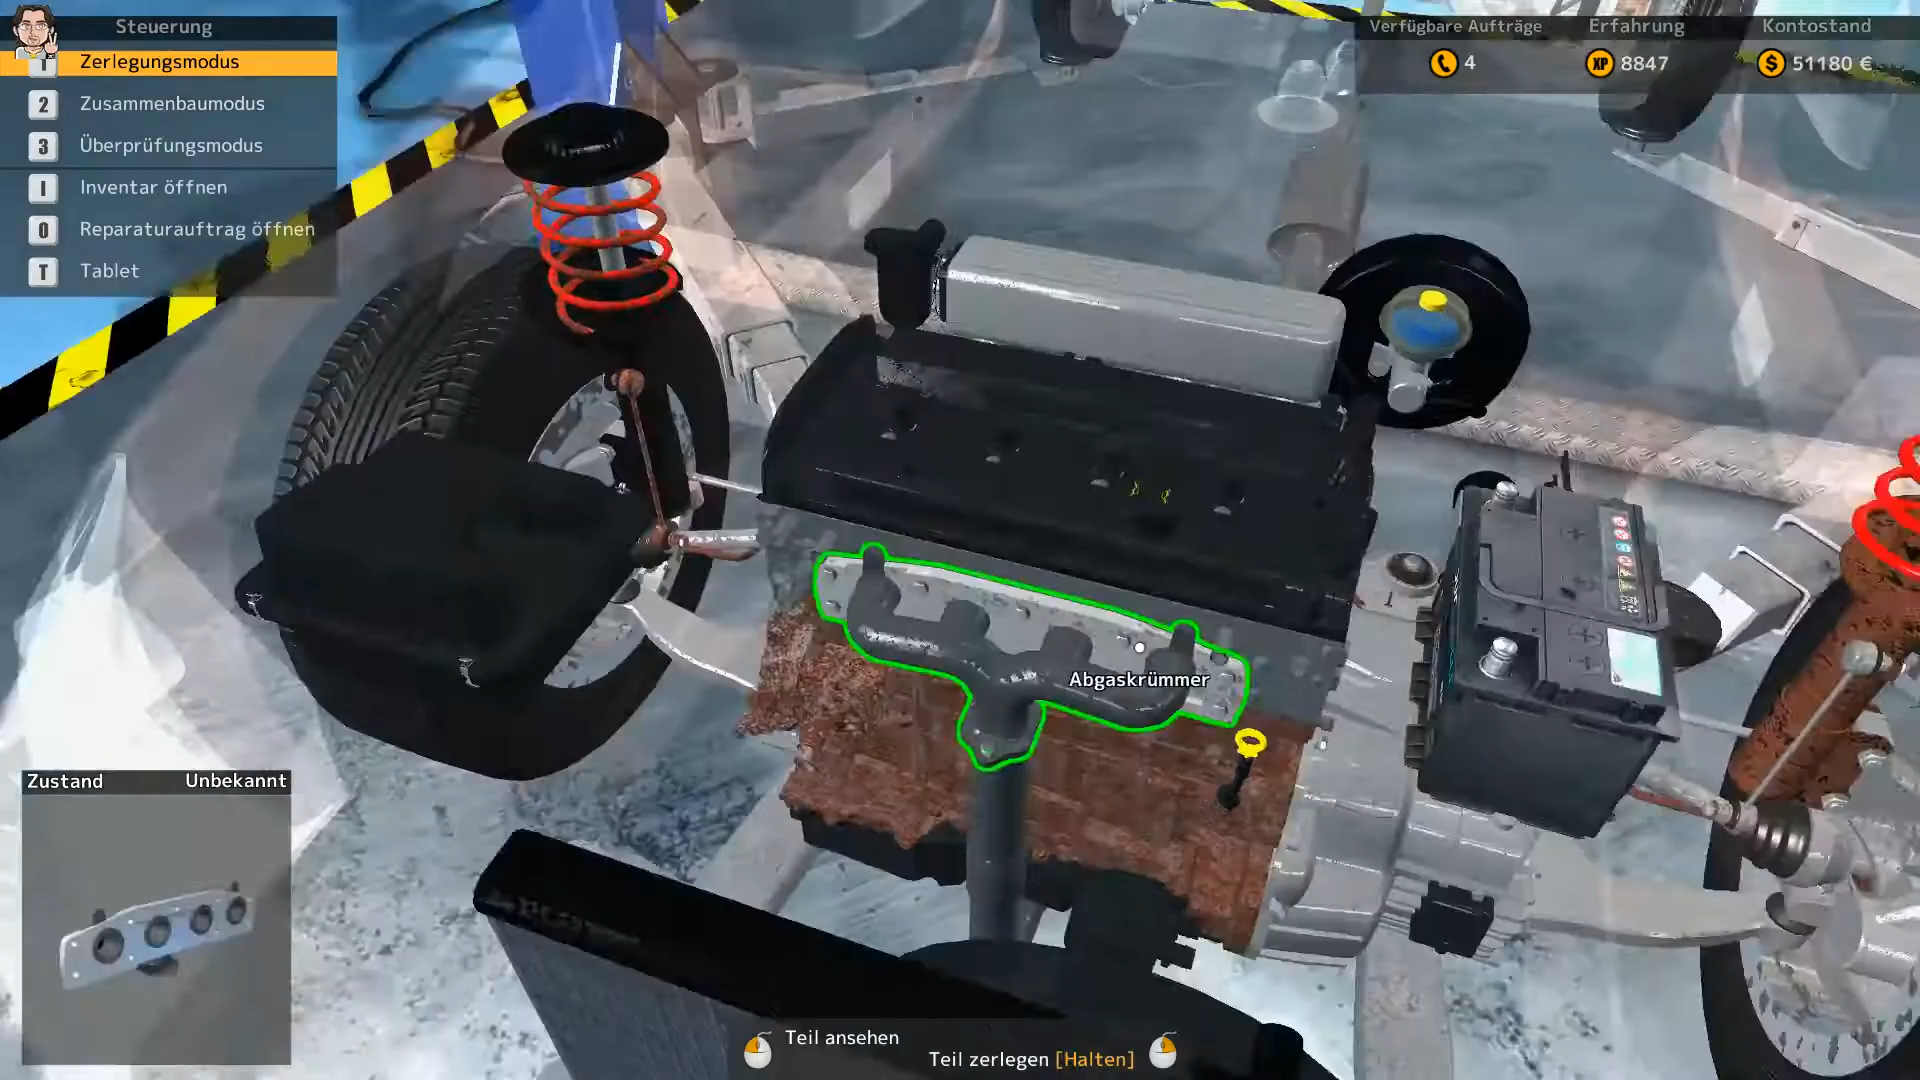 Steuerung
1 Zerlegungsmodus
2 Zusammenbaumodus
3 Überprüfungsmodus
I Inventar öffnen
O Reparaturauftrag öffnen
T Tablet
Verfügbare Aufträge
4
Erfahrung
XP 8847
Kontostand
$ 51180 €
Abgaskrümmer
Zustand Unbekannt
Teil ansehen
Teil zerlegen [Halten]